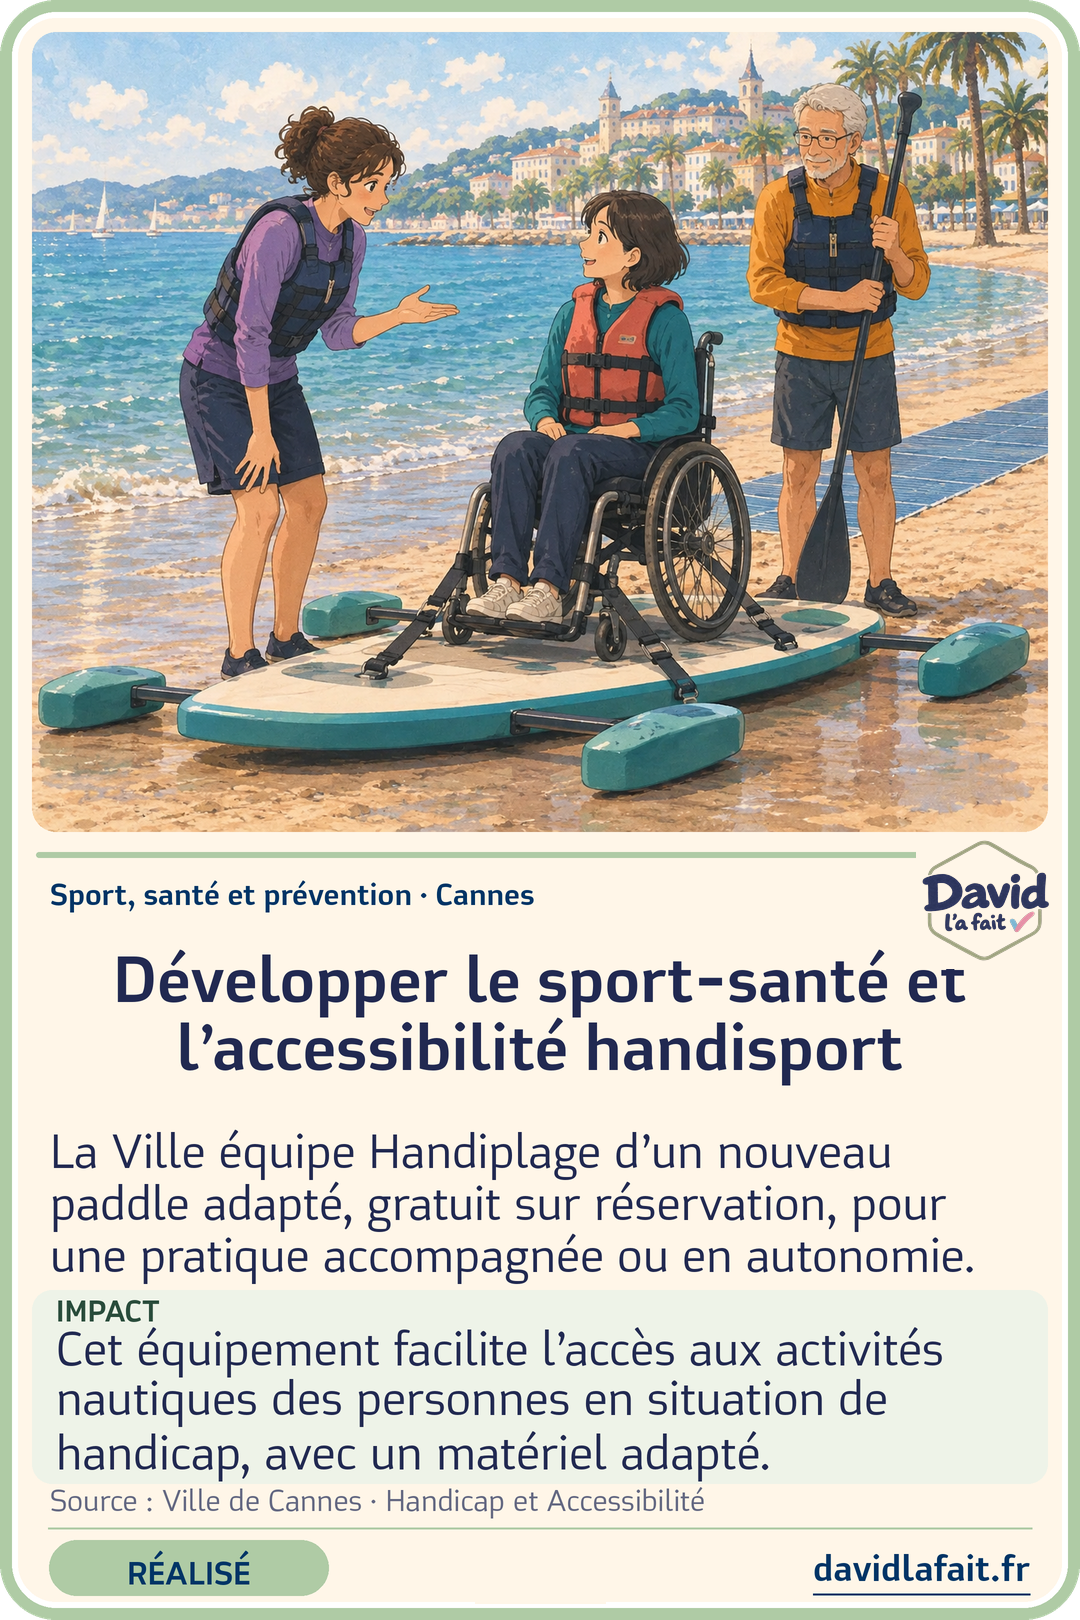 Sport, santé et prévention · Cannes
David
l'a fait
Développer le sport-santé et
l'accessibilité handisport
La Ville équipe Handiplage d'un nouveau
paddle adapté, gratuit sur réservation, pour
une pratique accompagnée ou en autonomie.
IMPACT
Cet équipement facilite l'accès aux activités
nautiques des personnes en situation de
handicap, avec un matériel adapté.
Source : Ville de Cannes · Handicap et Accessibilité
RÉALISÉ
davidlafait.fr